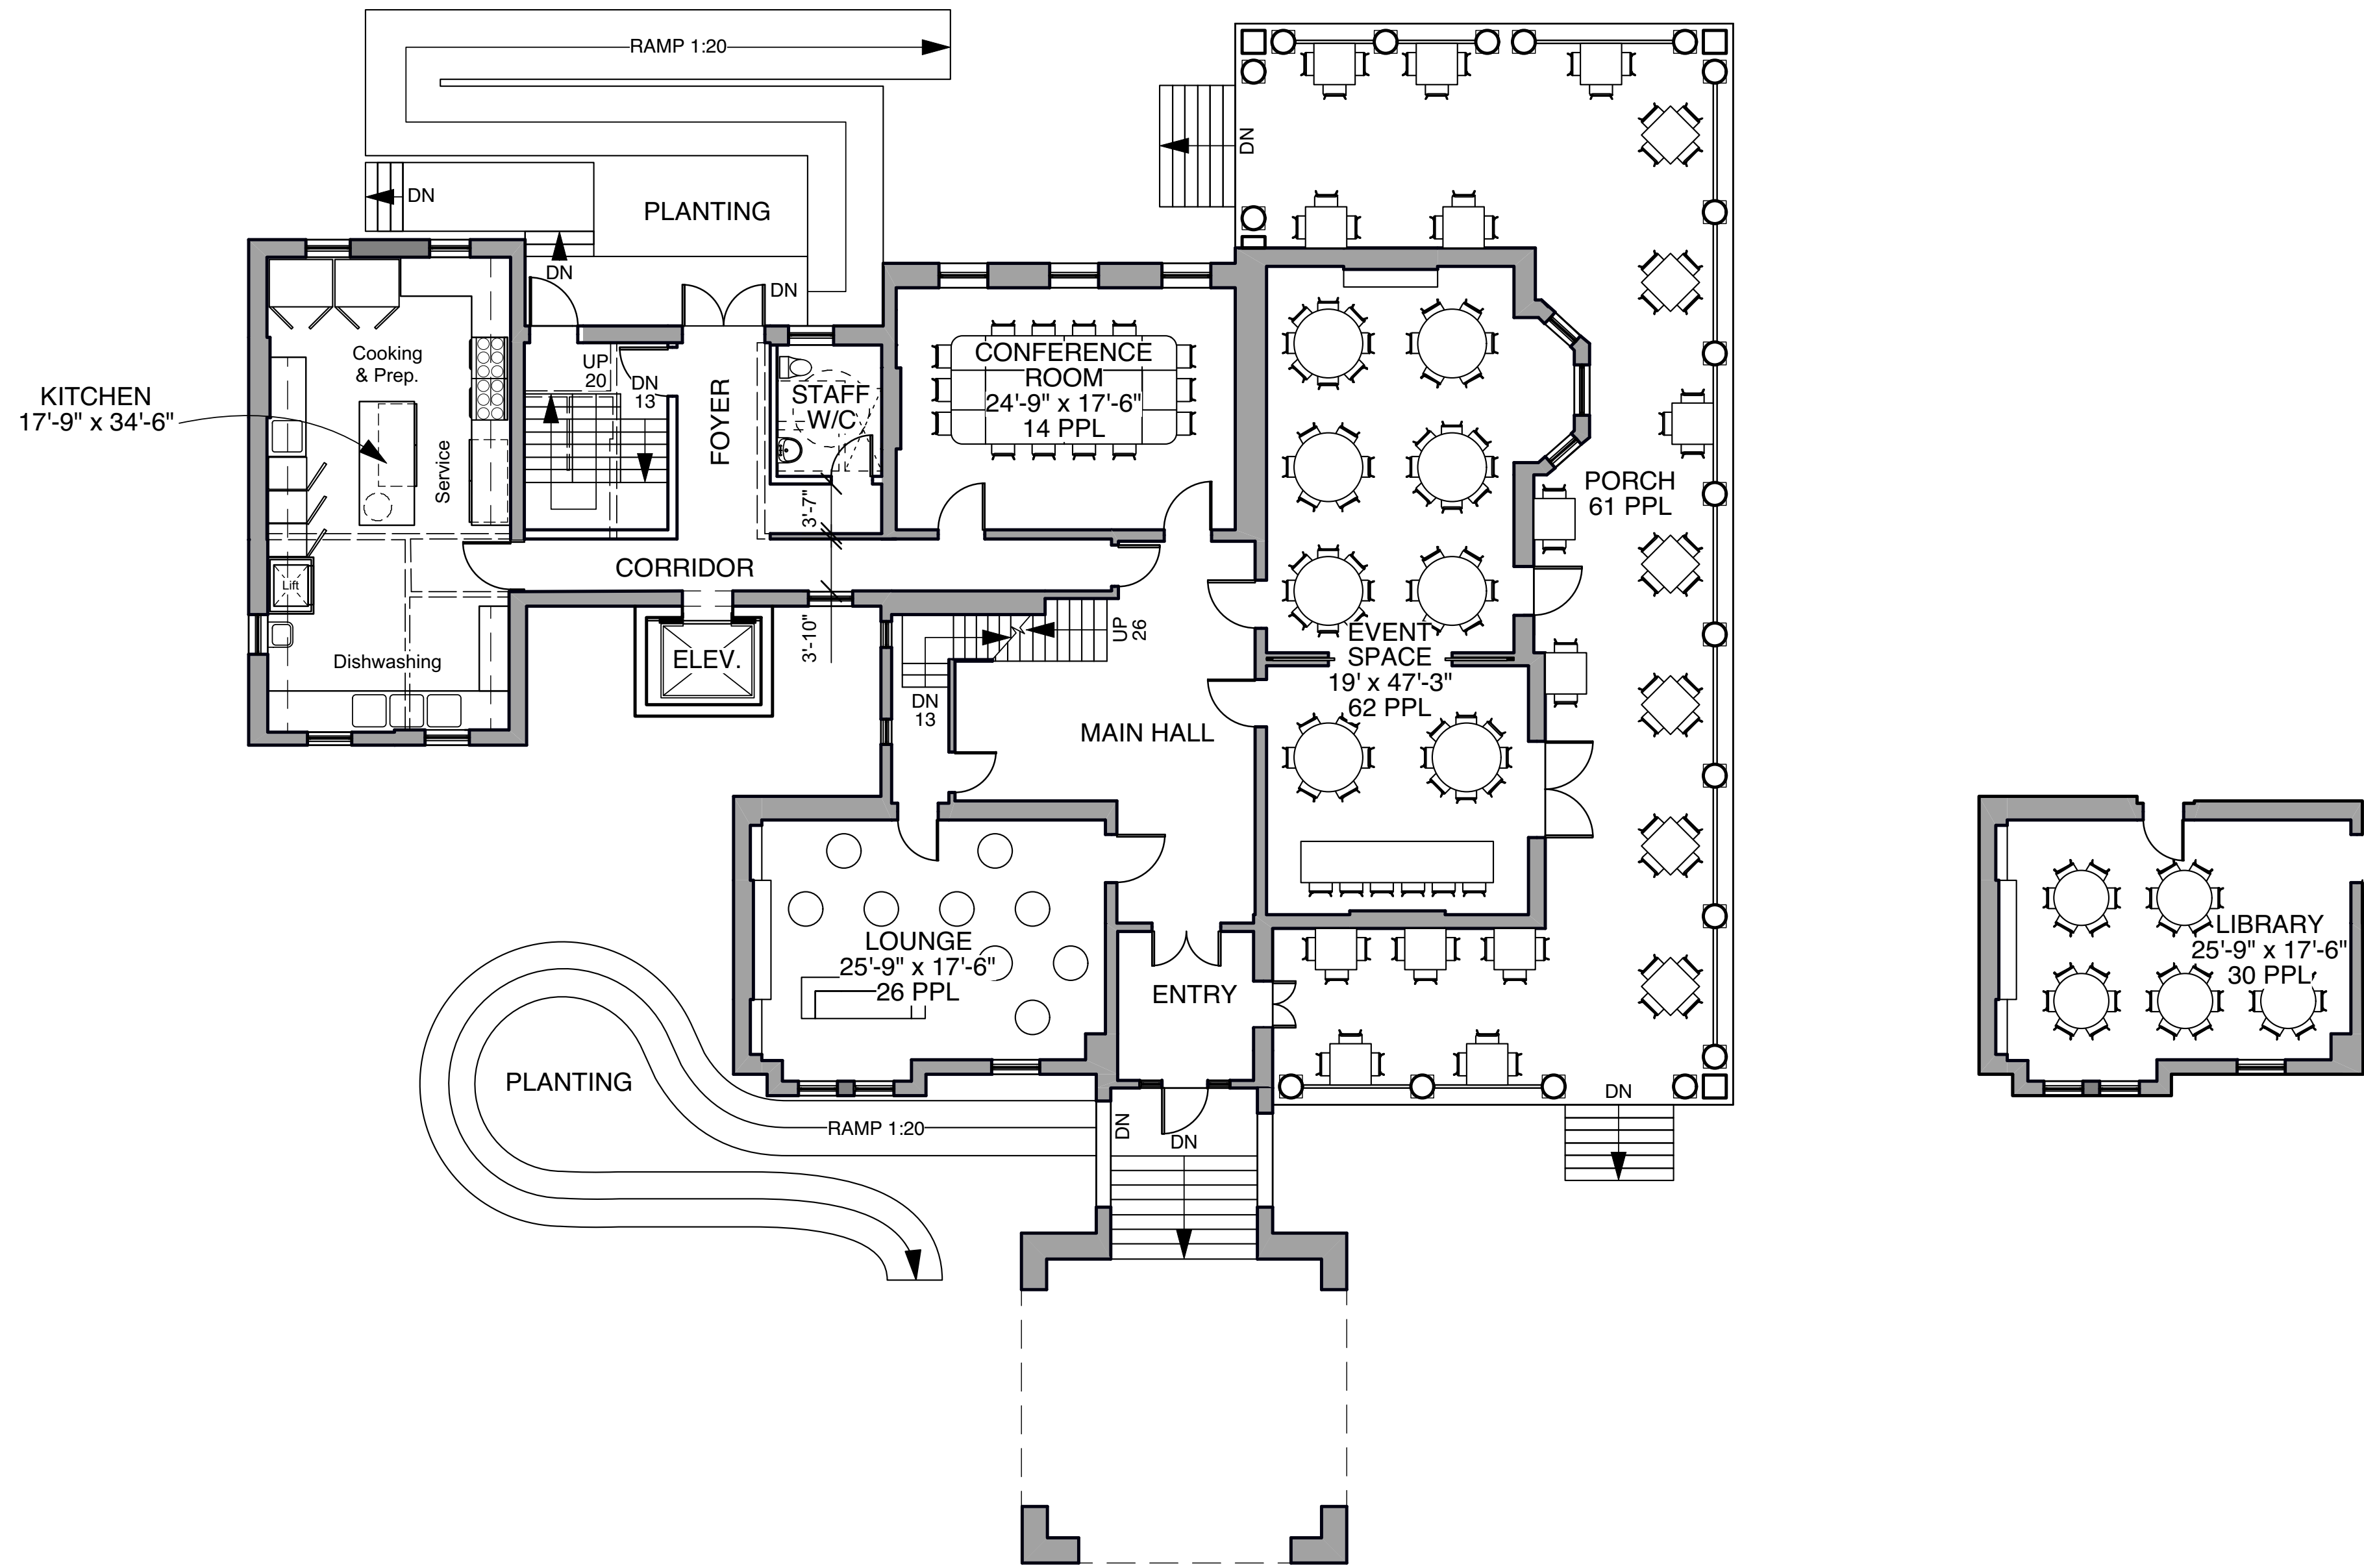 RAMP 1:20
DN
DN
PLANTING
DN
DN
Cooking
& Prep.
KITCHEN
17'-9" x 34'-6"
Service
UP
20
DN
13
FOYER
STAFF
W/C
CONFERENCE
ROOM
24'-9" x 17'-6"
14 PPL
3'-7"
PORCH
61 PPL
CORRIDOR
Lift
Dishwashing
ELEV.
3'-10"
UP
26
DN
13
EVENT
SPACE
19' x 47'-3"
62 PPL
MAIN HALL
LOUNGE
25'-9" x 17'-6"
26 PPL
ENTRY
LIBRARY
25'-9" x 17'-6"
30 PPL
PLANTING
RAMP 1:20
DN
DN
DN